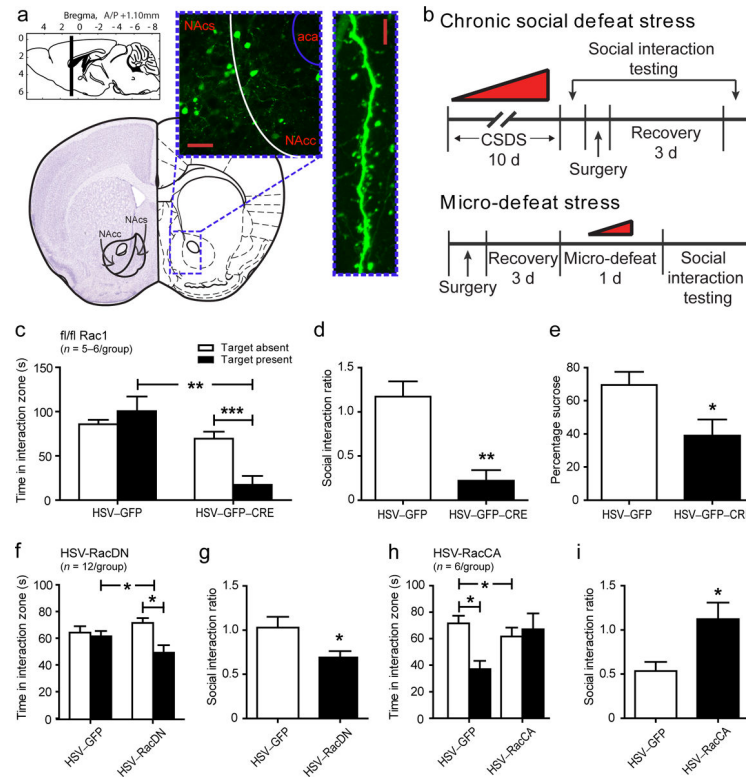 a
Bregma, A/P +1.10mm
4 2 0 -2 -4 -6 -8
0
2
4
6
NAcs
aca
NAcc
NAcs
NAcc
b
Chronic social defeat stress
Social interaction
testing
CSDS
10 d
Surgery
Recovery
3 d
Micro-defeat stress
Surgery
Recovery
3 d
Micro-defeat
1 d
Social
interaction
testing
c
fl/fl Rac1
(n = 5–6/group)
Target absent
Target present
Time in interaction zone (s)
150
100
50
0
**
***
HSV–GFP
HSV–GFP–CRE
d
Social interaction ratio
1.5
1.0
0.5
0
**
HSV–GFP
HSV–GFP–CRE
e
Percentage sucrose
80
60
40
20
0
*
HSV–GFP
HSV–GFP–CRE
f
HSV-RacDN
(n = 12/group)
Time in interaction zone (s)
100
80
60
40
20
0
*
*
HSV–GFP
HSV–RacDN
g
Social interaction ratio
1.5
1.0
0.5
0
*
HSV–GFP
HSV–RacDN
h
HSV-RacCA
(n = 6/group)
Time in interaction zone (s)
100
80
60
40
20
0
*
*
HSV–GFP
HSV–RacCA
i
Social interaction ratio
1.5
1.0
0.5
0
*
HSV–GFP
HSV–RacCA